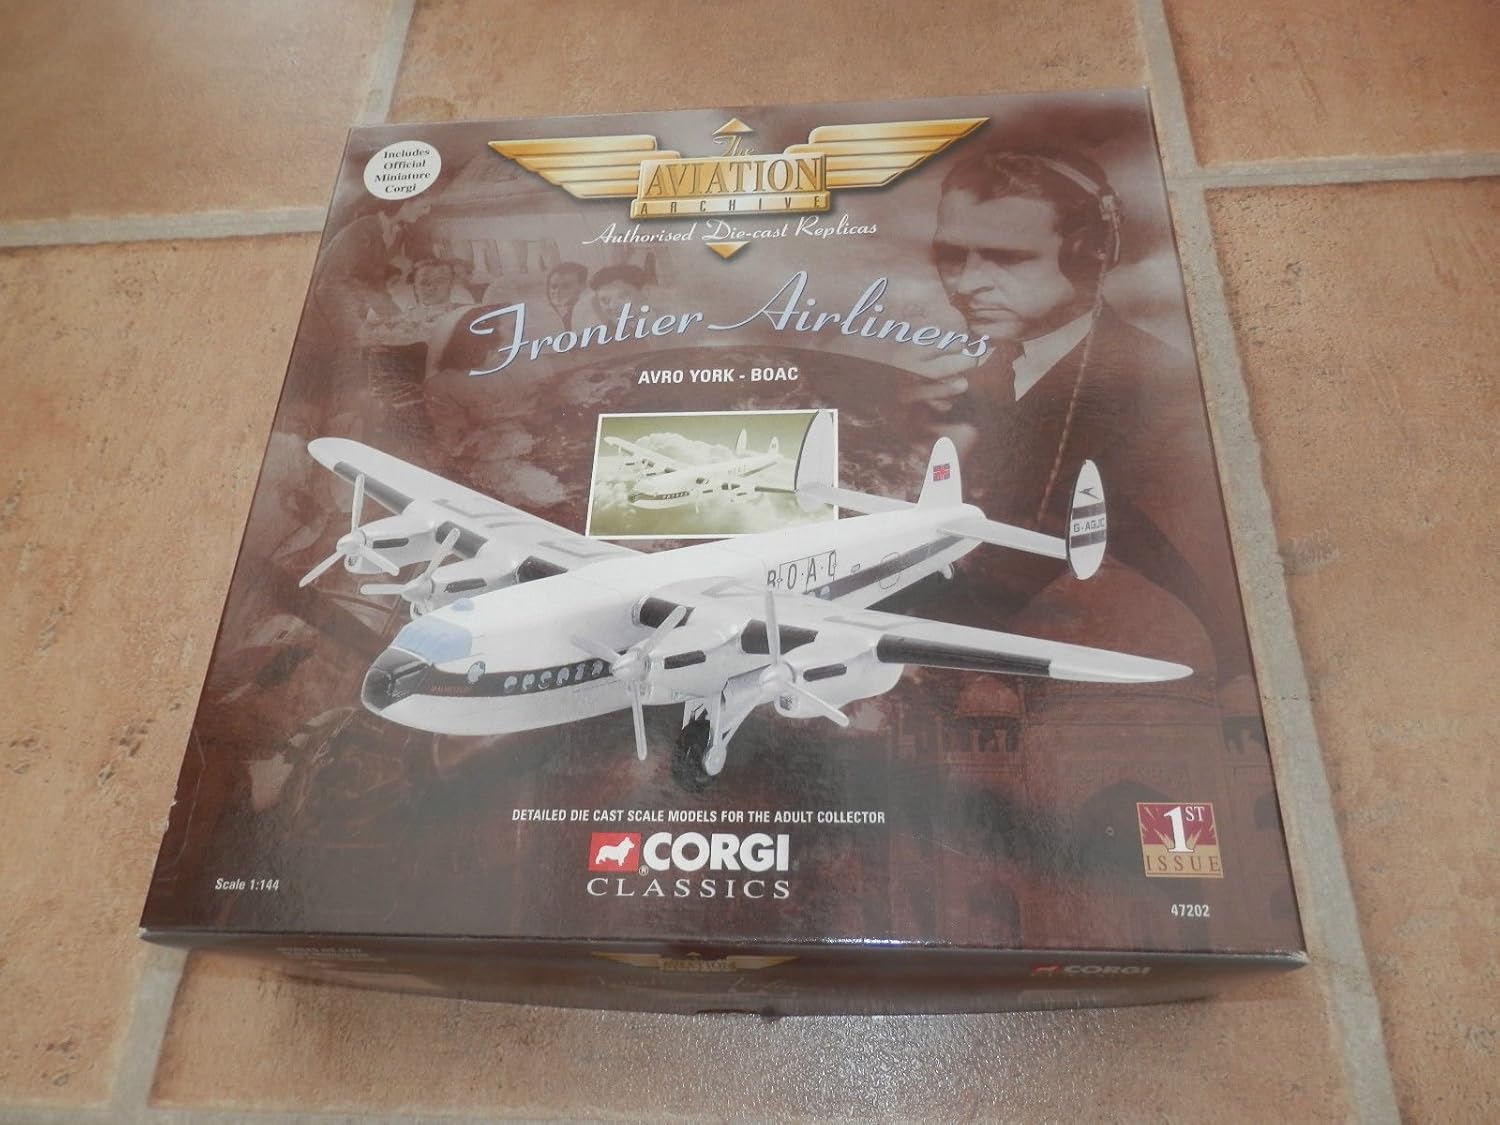 Includes
Official
Miniature
Corgi
The
AVIATION
ARCHIVE
Authorised Die-cast Replicas
Frontier Airliners
AVRO YORK - BOAC
B·O·A·C
G-AGJC
DETAILED DIE CAST SCALE MODELS FOR THE ADULT COLLECTOR
CORGI®
CLASSICS
Scale 1:144
1ST
ISSUE
47202
CORGI